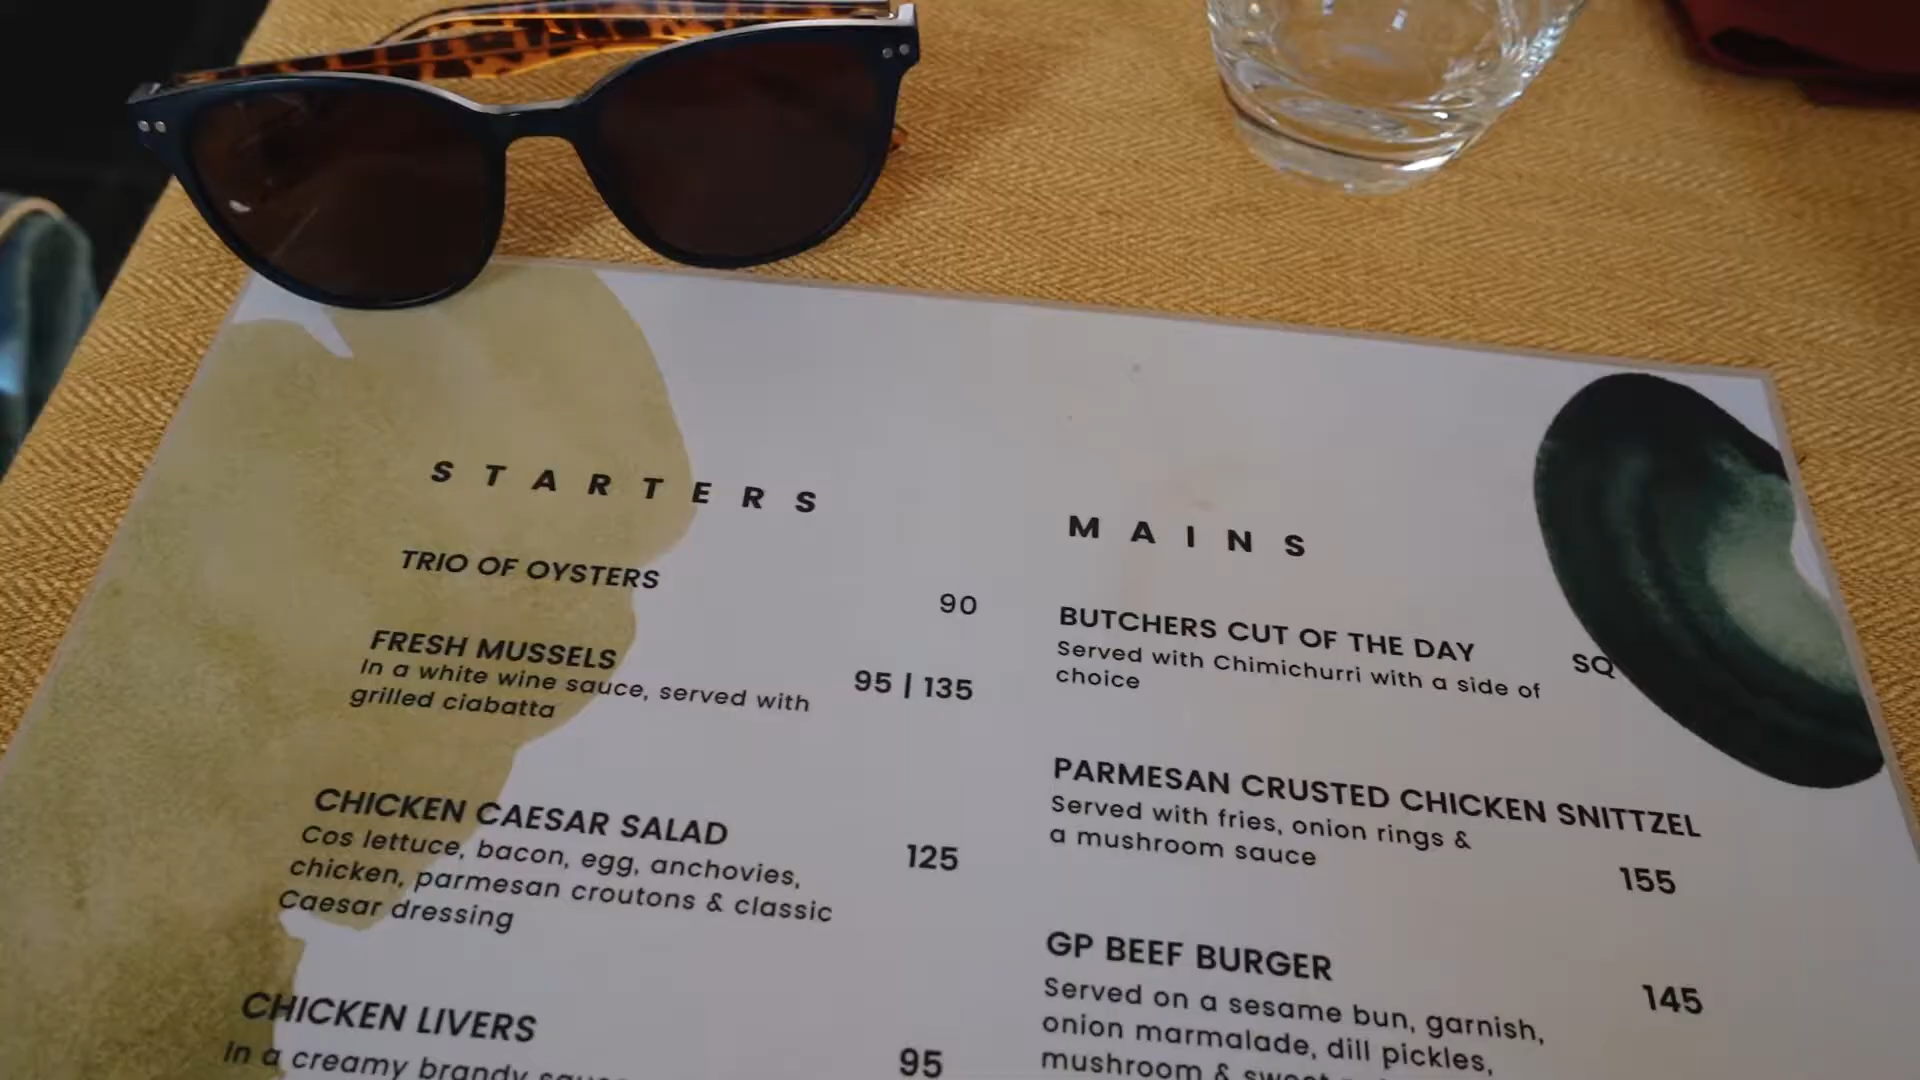 STARTERS
TRIO OF OYSTERS
90
FRESH MUSSELS
In a white wine sauce, served with
grilled ciabatta
95 | 135
CHICKEN CAESAR SALAD
Cos lettuce, bacon, egg, anchovies,
chicken, parmesan croutons & classic
Caesar dressing
125
CHICKEN LIVERS
In a creamy brandy
95
MAINS
BUTCHERS CUT OF THE DAY
SQ
Served with Chimichurri with a side of
choice
PARMESAN CRUSTED CHICKEN SNITTZEL
Served with fries, onion rings &
a mushroom sauce
155
GP BEEF BURGER
145
Served on a sesame bun, garnish,
onion marmalade, dill pickles,
mushroom &